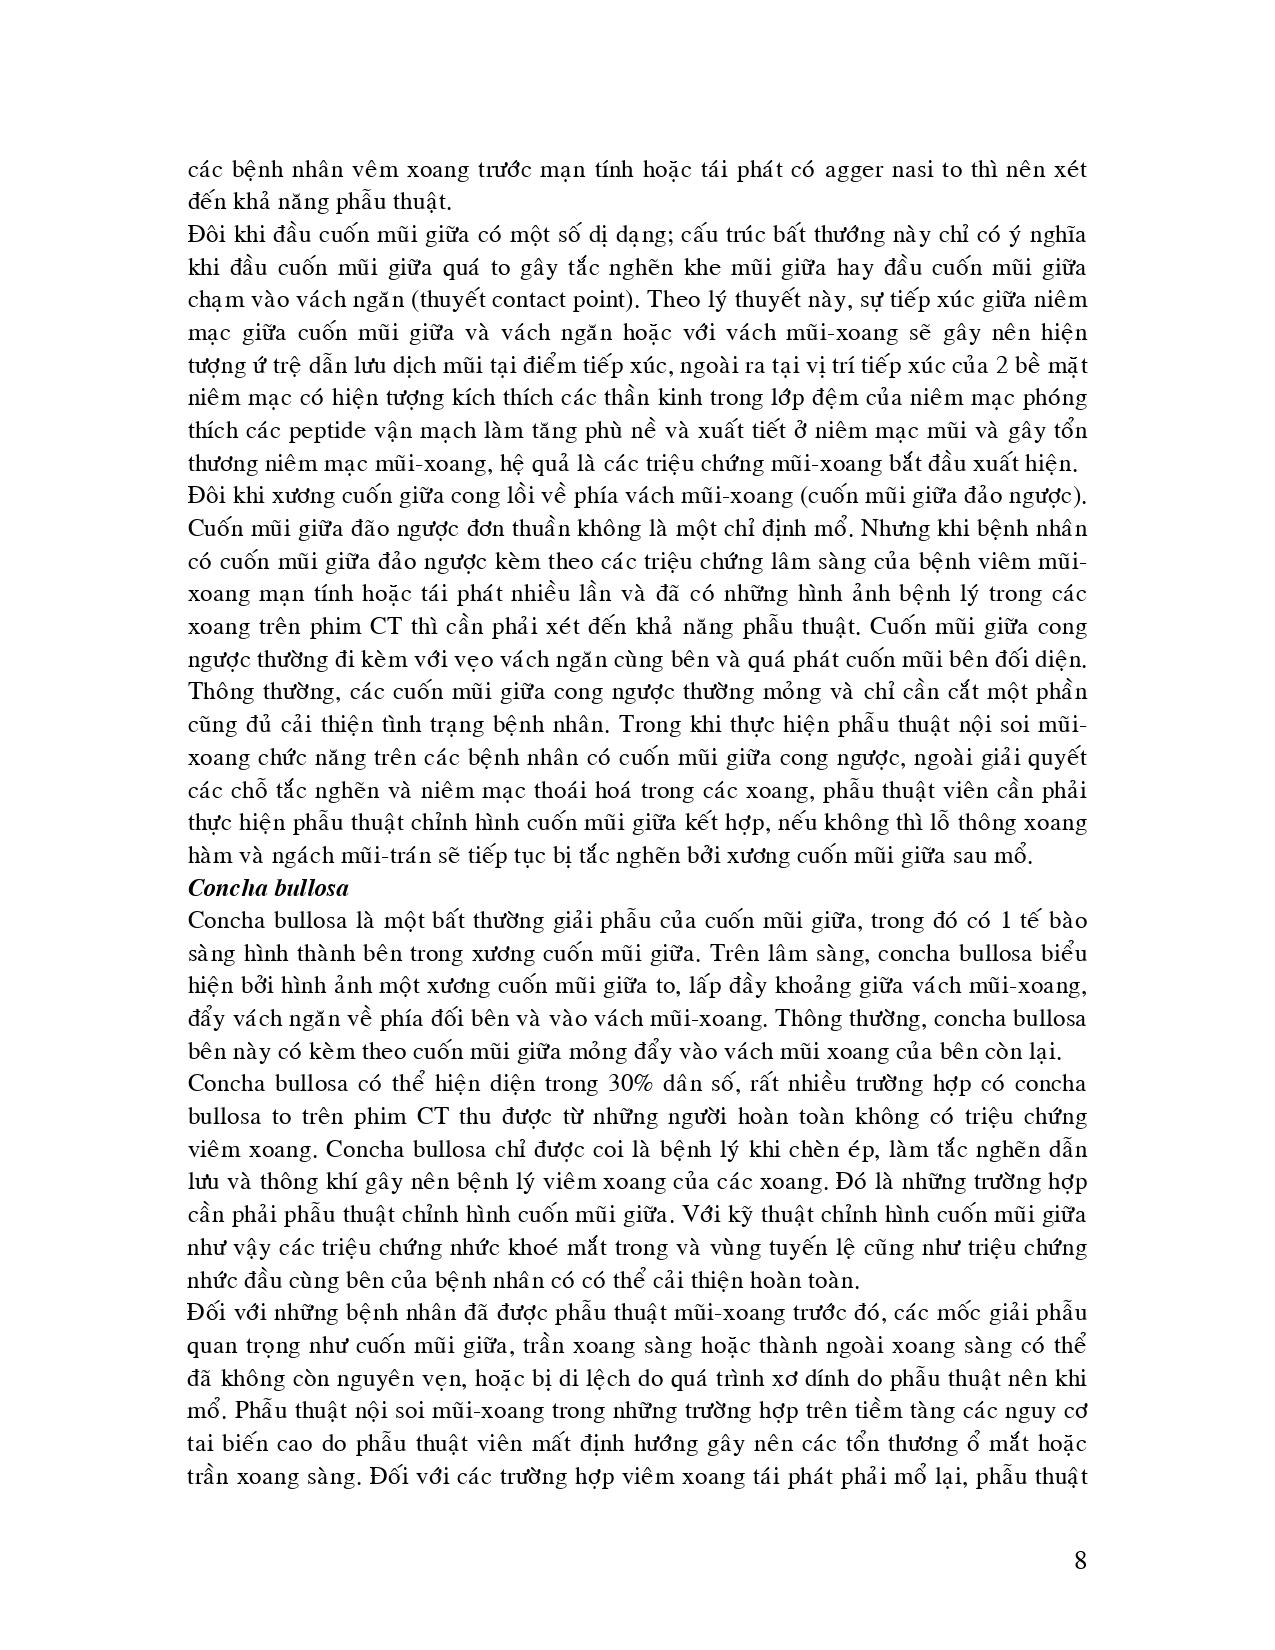 các bệnh nhân vêm xoang trước mạn tính hoặc tái phát có agger nasi to thì nên xét
đến khả năng phẫu thuật.
Đôi khi đầu cuốn mũi giữa có một số dị dạng; cấu trúc bất thướng này chỉ có ý nghĩa
khi đầu cuốn mũi giữa quá to gây tắc nghẽn khe mũi giữa hay đầu cuốn mũi giữa
chạm vào vách ngăn (thuyết contact point). Theo lý thuyết này, sự tiếp xúc giữa niêm
mạc giữa cuốn mũi giữa và vách ngăn hoặc với vách mũi-xoang sẽ gây nên hiện
tượng ứ trệ dẫn lưu dịch mũi tại điểm tiếp xúc, ngoài ra tại vị trí tiếp xúc của 2 bề mặt
niêm mạc có hiện tượng kích thích các thần kinh trong lớp đệm của niêm mạc phóng
thích các peptide vận mạch làm tăng phù nề và xuất tiết ở niêm mạc mũi và gây tổn
thương niêm mạc mũi-xoang, hệ quả là các triệu chứng mũi-xoang bắt đầu xuất hiện.
Đôi khi xương cuốn giữa cong lồi về phía vách mũi-xoang (cuốn mũi giữa đảo ngược).
Cuốn mũi giữa đão ngược đơn thuần không là một chỉ định mổ. Nhưng khi bệnh nhân
có cuốn mũi giữa đảo ngược kèm theo các triệu chứng lâm sàng của bệnh viêm mũi-
xoang mạn tính hoặc tái phát nhiều lần và đã có những hình ảnh bệnh lý trong các
xoang trên phim CT thì cần phải xét đến khả năng phẫu thuật. Cuốn mũi giữa cong
ngược thường đi kèm với vẹo vách ngăn cùng bên và quá phát cuốn mũi bên đối diện.
Thông thường, các cuốn mũi giữa cong ngược thường mỏng và chỉ cần cắt một phần
cũng đủ cải thiện tình trạng bệnh nhân. Trong khi thực hiện phẫu thuật nội soi mũi-
xoang chức năng trên các bệnh nhân có cuốn mũi giữa cong ngược, ngoài giải quyết
các chỗ tắc nghẽn và niêm mạc thoái hoá trong các xoang, phẫu thuật viên cần phải
thực hiện phẫu thuật chỉnh hình cuốn mũi giữa kết hợp, nếu không thì lỗ thông xoang
hàm và ngách mũi-trán sẽ tiếp tục bị tắc nghẽn bởi xương cuốn mũi giữa sau mổ.
Concha bullosa
Concha bullosa là một bất thường giải phẫu của cuốn mũi giữa, trong đó có 1 tế bào
sàng hình thành bên trong xương cuốn mũi giữa. Trên lâm sàng, concha bullosa biểu
hiện bởi hình ảnh một xương cuốn mũi giữa to, lấp đầy khoảng giữa vách mũi-xoang,
đẩy vách ngăn về phía đối bên và vào vách mũi-xoang. Thông thường, concha bullosa
bên này có kèm theo cuốn mũi giữa mỏng đẩy vào vách mũi xoang của bên còn lại.
Concha bullosa có thể hiện diện trong 30% dân số, rất nhiều trường hợp có concha
bullosa to trên phim CT thu được từ những người hoàn toàn không có triệu chứng
viêm xoang. Concha bullosa chỉ được coi là bệnh lý khi chèn ép, làm tắc nghẽn dẫn
lưu và thông khí gây nên bệnh lý viêm xoang của các xoang. Đó là những trường hợp
cần phải phẫu thuật chỉnh hình cuốn mũi giữa. Với kỹ thuật chỉnh hình cuốn mũi giữa
như vậy các triệu chứng nhức khoé mắt trong và vùng tuyến lệ cũng như triệu chứng
nhức đầu cùng bên của bệnh nhân có có thể cải thiện hoàn toàn.
Đối với những bệnh nhân đã được phẫu thuật mũi-xoang trước đó, các mốc giải phẫu
quan trọng như cuốn mũi giữa, trần xoang sàng hoặc thành ngoài xoang sàng có thể
đã không còn nguyên vẹn, hoặc bị di lệch do quá trình xơ dính do phẫu thuật nên khi
mổ. Phẫu thuật nội soi mũi-xoang trong những trường hợp trên tiềm tàng các nguy cơ
tai biến cao do phẫu thuật viên mất định hướng gây nên các tổn thương ổ mắt hoặc
trần xoang sàng. Đối với các trường hợp viêm xoang tái phát phải mổ lại, phẫu thuật
8